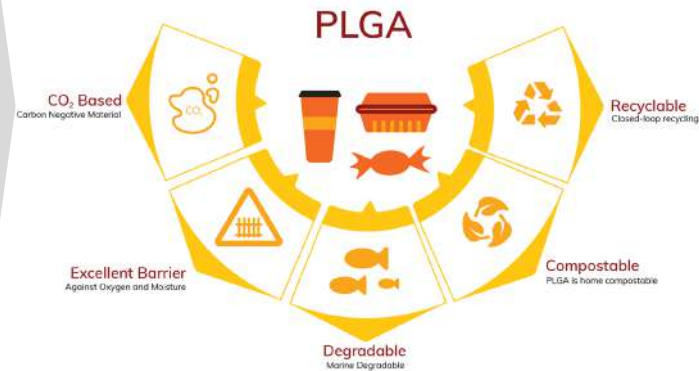 PLGA
CO₂ Based
Carbon Negative Material
CO₂
Recyclable
Closed-loop recycling
Excellent Barrier
Against Oxygen and Moisture
Compostable
PLGA is home compostable
Degradable
Marine Degradable